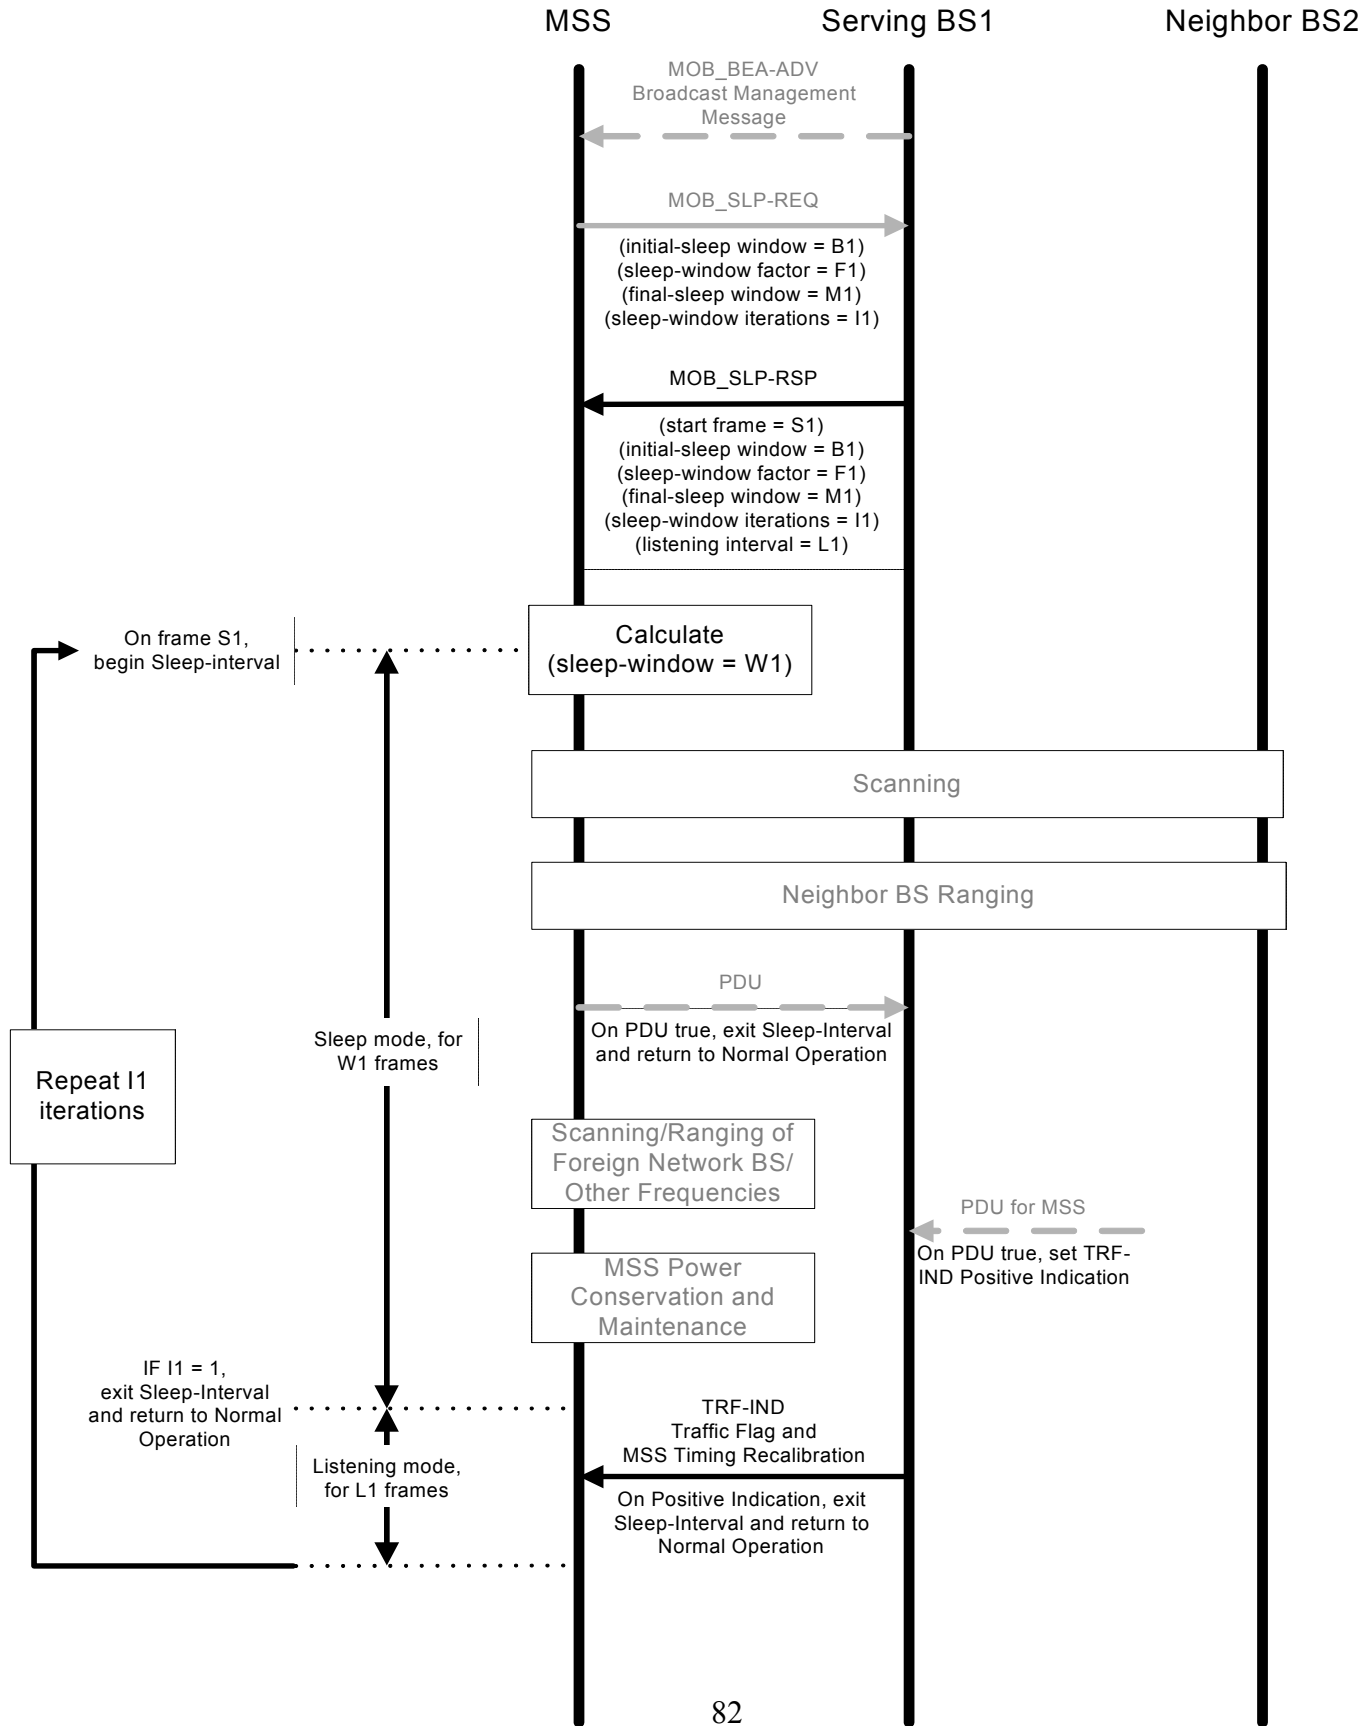 MSS
Serving BS1
Neighbor BS2
MOB_BEA-ADV
Broadcast Management
Message
MOB_SLP-REQ
(initial-sleep window = B1)
(sleep-window factor = F1)
(final-sleep window = M1)
(sleep-window iterations = I1)
MOB_SLP-RSP
(start frame = S1)
(initial-sleep window = B1)
(sleep-window factor = F1)
(final-sleep window = M1)
(sleep-window iterations = I1)
(listening interval = L1)
On frame S1,
begin Sleep-interval
Calculate
(sleep-window = W1)
Scanning
Neighbor BS Ranging
PDU
On PDU true, exit Sleep-Interval
and return to Normal Operation
Sleep mode, for
W1 frames
Repeat I1
iterations
Scanning/Ranging of
Foreign Network BS/
Other Frequencies
PDU for MSS
On PDU true, set TRF-
IND Positive Indication
MSS Power
Conservation and
Maintenance
IF I1 = 1,
exit Sleep-Interval
and return to Normal
Operation
TRF-IND
Traffic Flag and
MSS Timing Recalibration
Listening mode,
for L1 frames
On Positive Indication, exit
Sleep-Interval and return to
Normal Operation
82